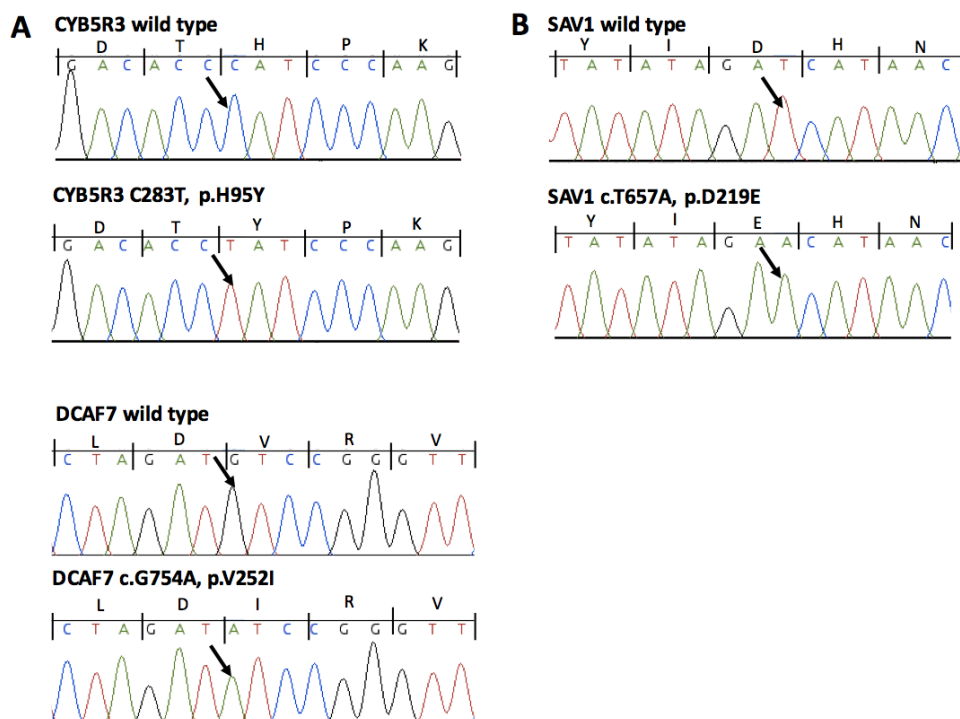 A
CYB5R3 wild type
D T H P K
G A C A C C C A T C C C A A G
CYB5R3 C283T, p.H95Y
D T Y P K
G A C A C C T A T C C C A A G
DCAF7 wild type
L D V R V
C T A G A T G T C C G G G T T
DCAF7 c.G754A, p.V252I
L D I R V
C T A G A T A T C C G G G T T
B
SAV1 wild type
Y I D H N
T A T A T A G A T C A T A A C
SAV1 c.T657A, p.D219E
Y I E H N
T A T A T A G A A C A T A A C